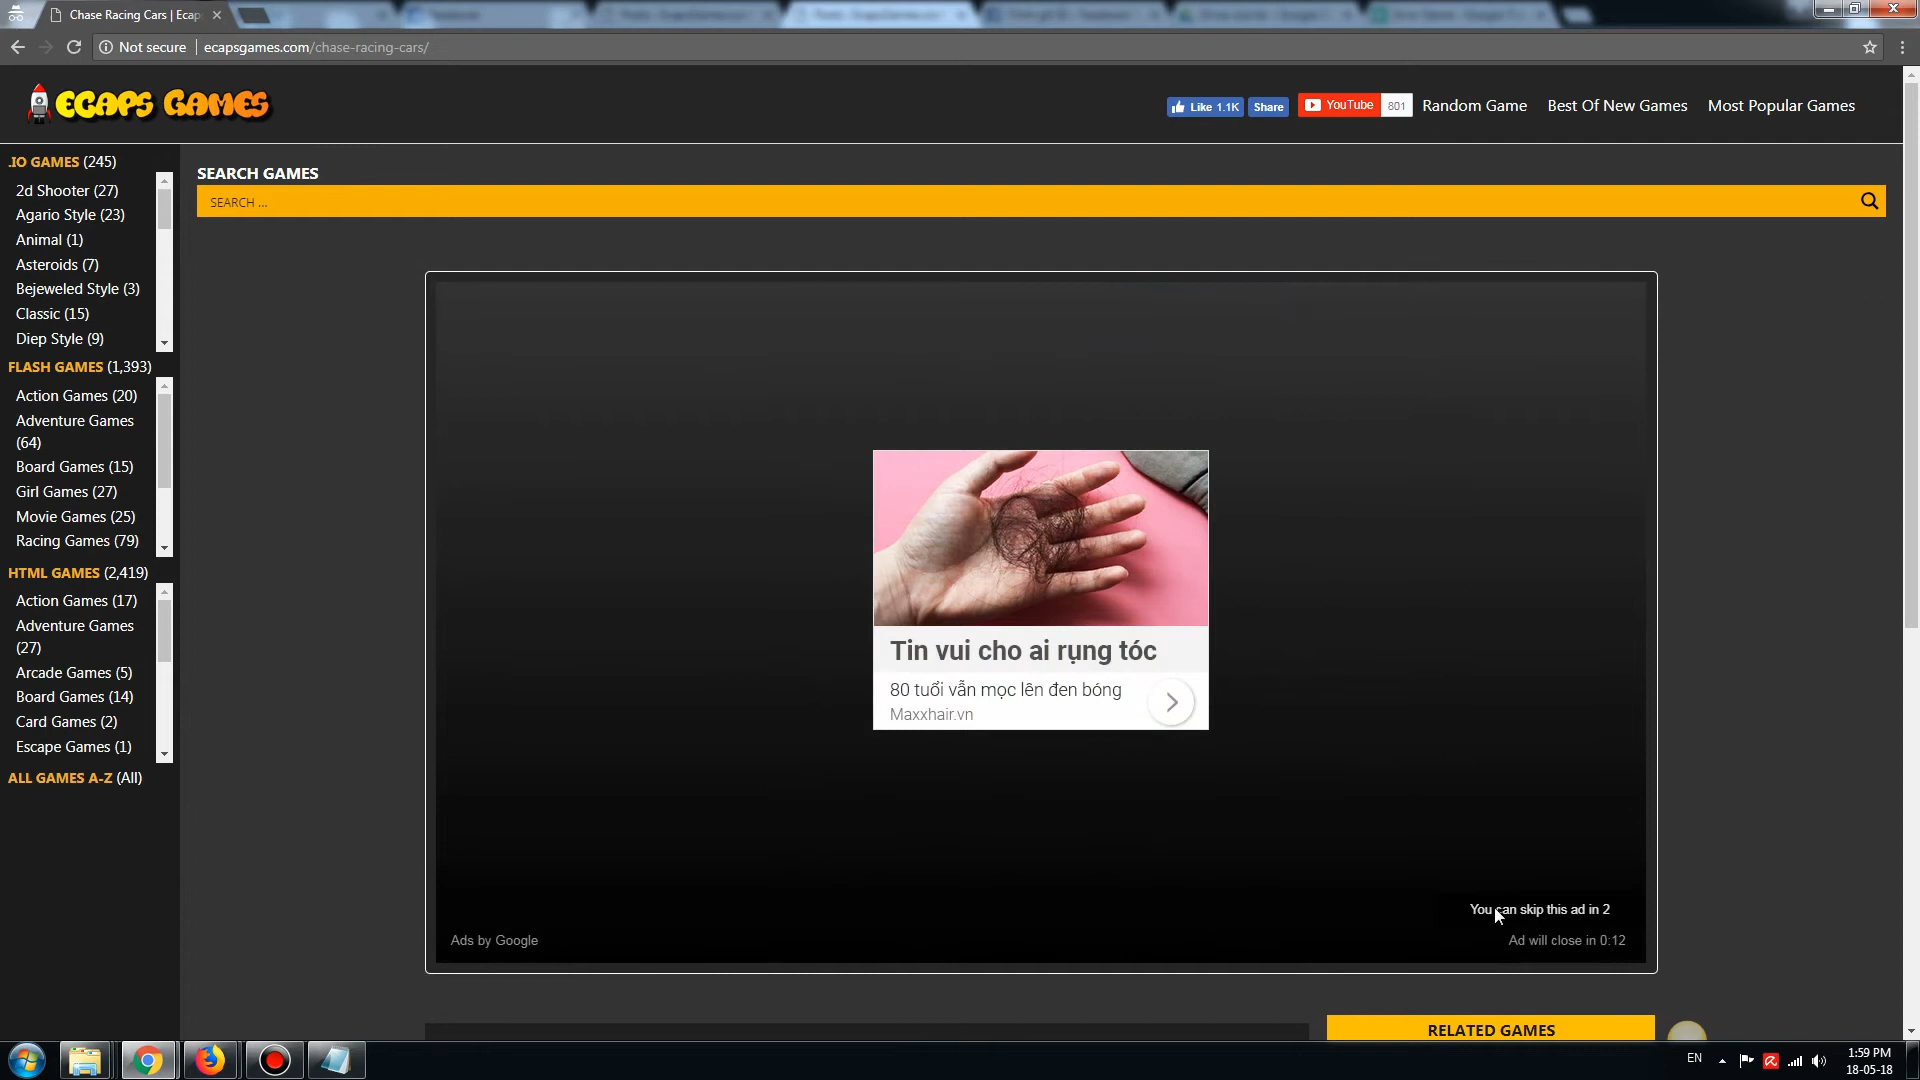 Chase Racing Cars | Ecap
Not secure | ecapsgames.com/chase-racing-cars/
ECAPS GAMES
Like 1.1K
Share
YouTube 801
Random Game
Best Of New Games
Most Popular Games
.IO GAMES (245)
2d Shooter (27)
Agario Style (23)
Animal (1)
Asteroids (7)
Bejeweled Style (3)
Classic (15)
Diep Style (9)
FLASH GAMES (1,393)
Action Games (20)
Adventure Games
(64)
Board Games (15)
Girl Games (27)
Movie Games (25)
Racing Games (79)
HTML GAMES (2,419)
Action Games (17)
Adventure Games
(27)
Arcade Games (5)
Board Games (14)
Card Games (2)
Escape Games (1)
ALL GAMES A-Z (All)
SEARCH GAMES
SEARCH ...
Tin vui cho ai rụng tóc
80 tuổi vẫn mọc lên đen bóng
Maxxhair.vn
You can skip this ad in 2
Ads by Google
Ad will close in 0:12
RELATED GAMES
EN
1:59 PM
18-05-18